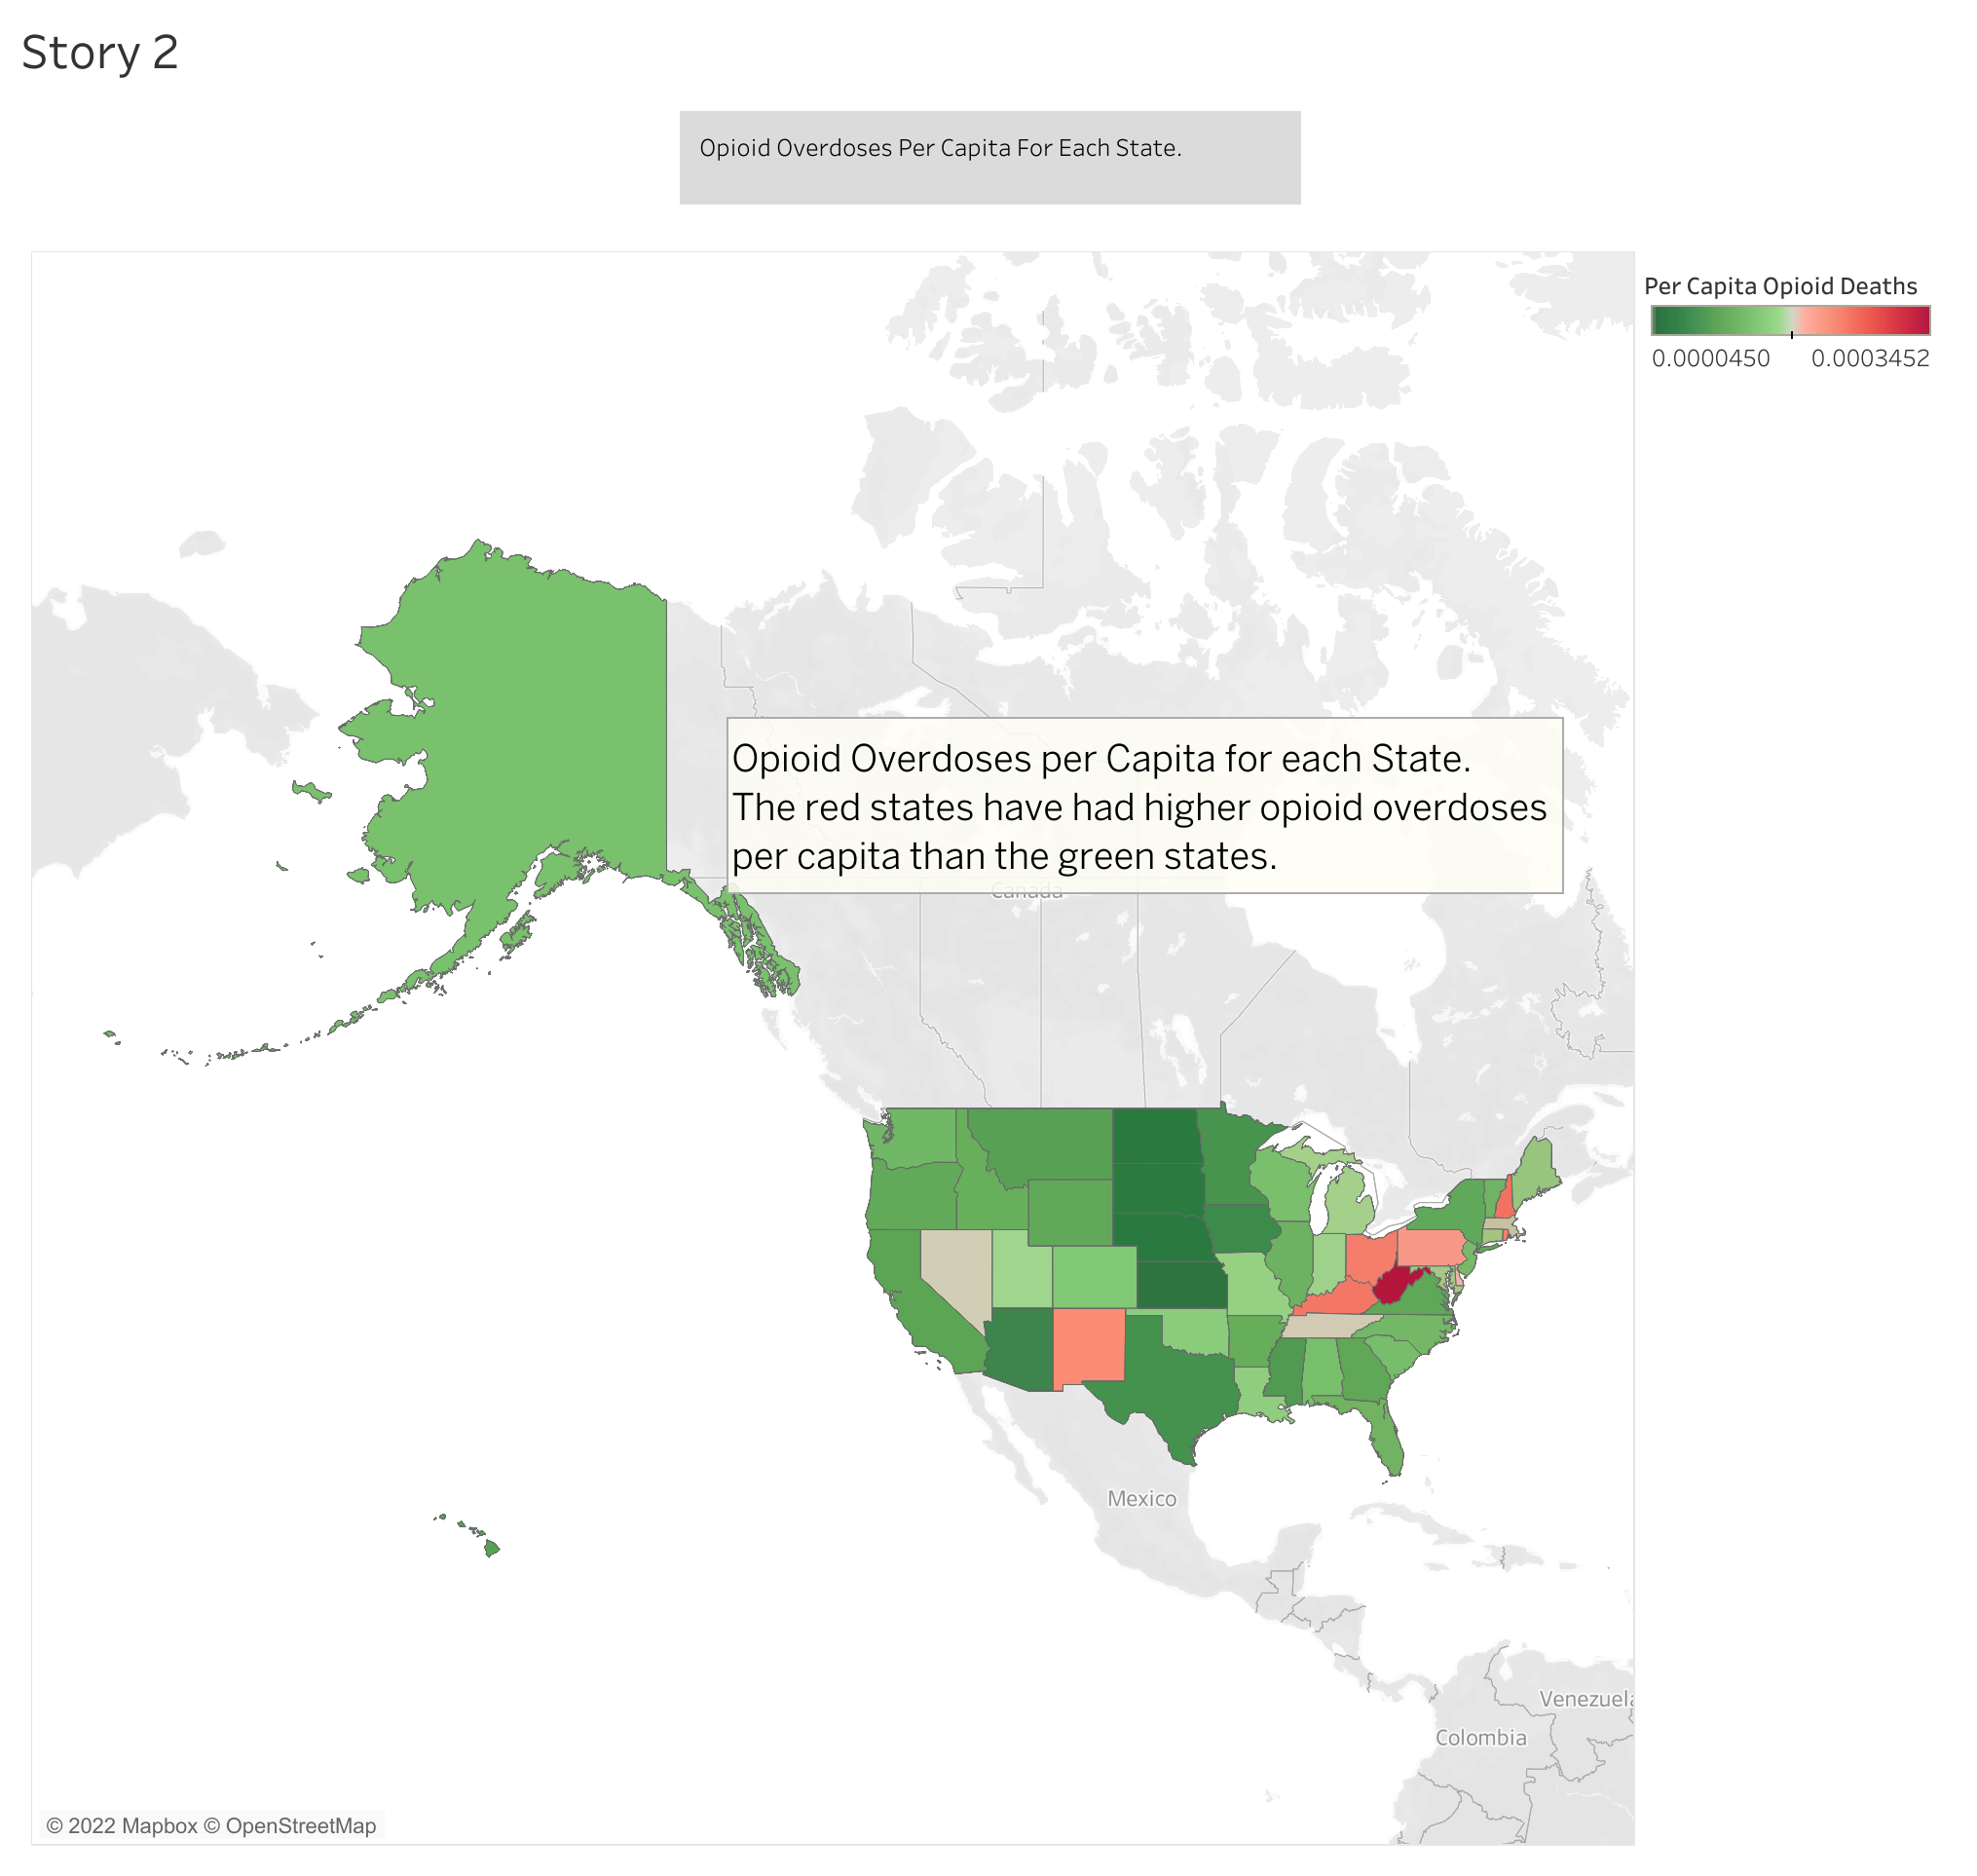 Story 2
Opioid Overdoses Per Capita For Each State.
Per Capita Opioid Deaths
0.0000450 0.0003452
Opioid Overdoses per Capita for each State.
The red states have had higher opioid overdoses
per capita than the green states.
Canada
Mexico
Venezuela
Colombia
© 2022 Mapbox © OpenStreetMap